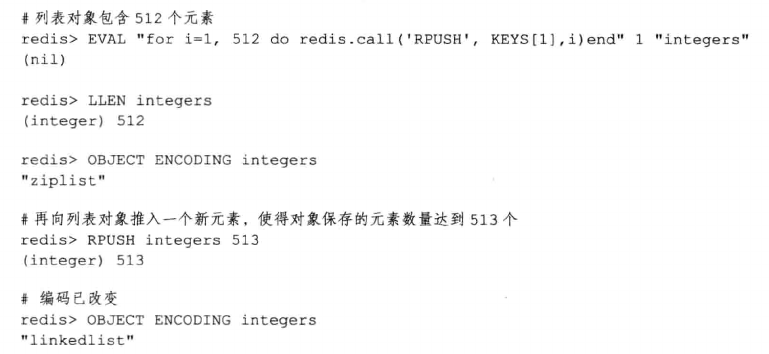 # 列表对象包含 512 个元素
redis> EVAL "for i=1, 512 do redis.call('RPUSH', KEYS[1],i)end" 1 "integers"
(nil)
redis> LLEN integers
(integer) 512
redis> OBJECT ENCODING integers
"ziplist"
# 再向列表对象推入一个新元素，使得对象保存的元素数量达到 513 个
redis> RPUSH integers 513
(integer) 513
# 编码已改变
redis> OBJECT ENCODING integers
"linkedlist"